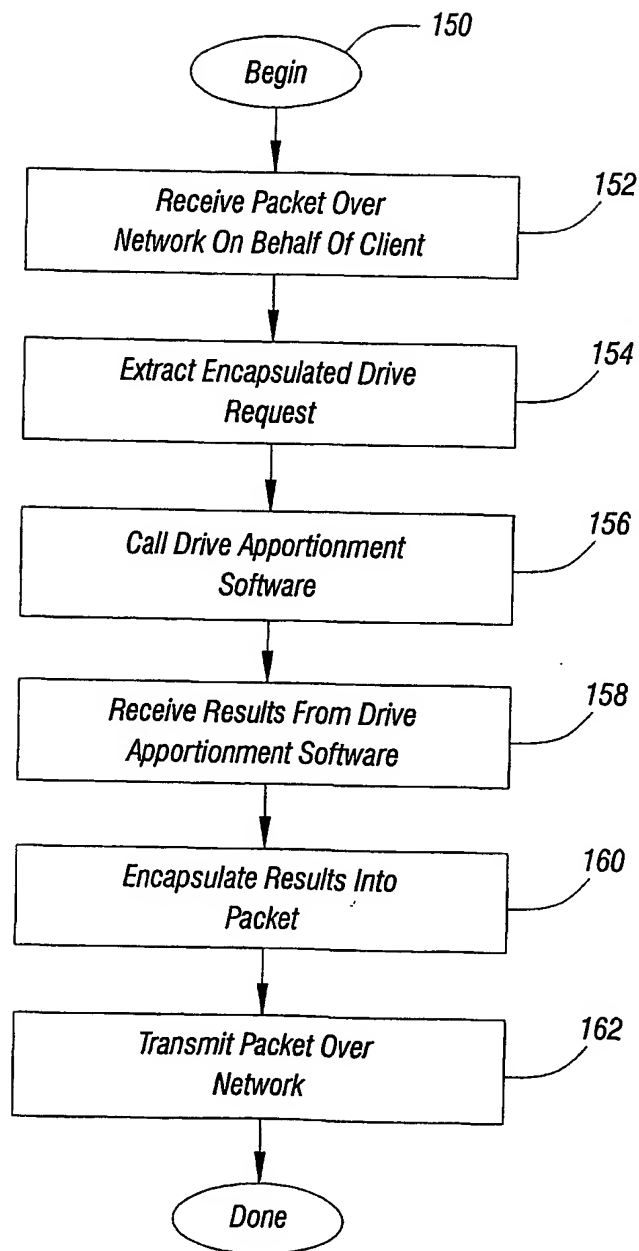 150
Begin
152
Receive Packet Over
Network On Behalf Of Client
154
Extract Encapsulated Drive
Request
156
Call Drive Apportionment
Software
158
Receive Results From Drive
Apportionment Software
160
Encapsulate Results Into
Packet
162
Transmit Packet Over
Network
Done